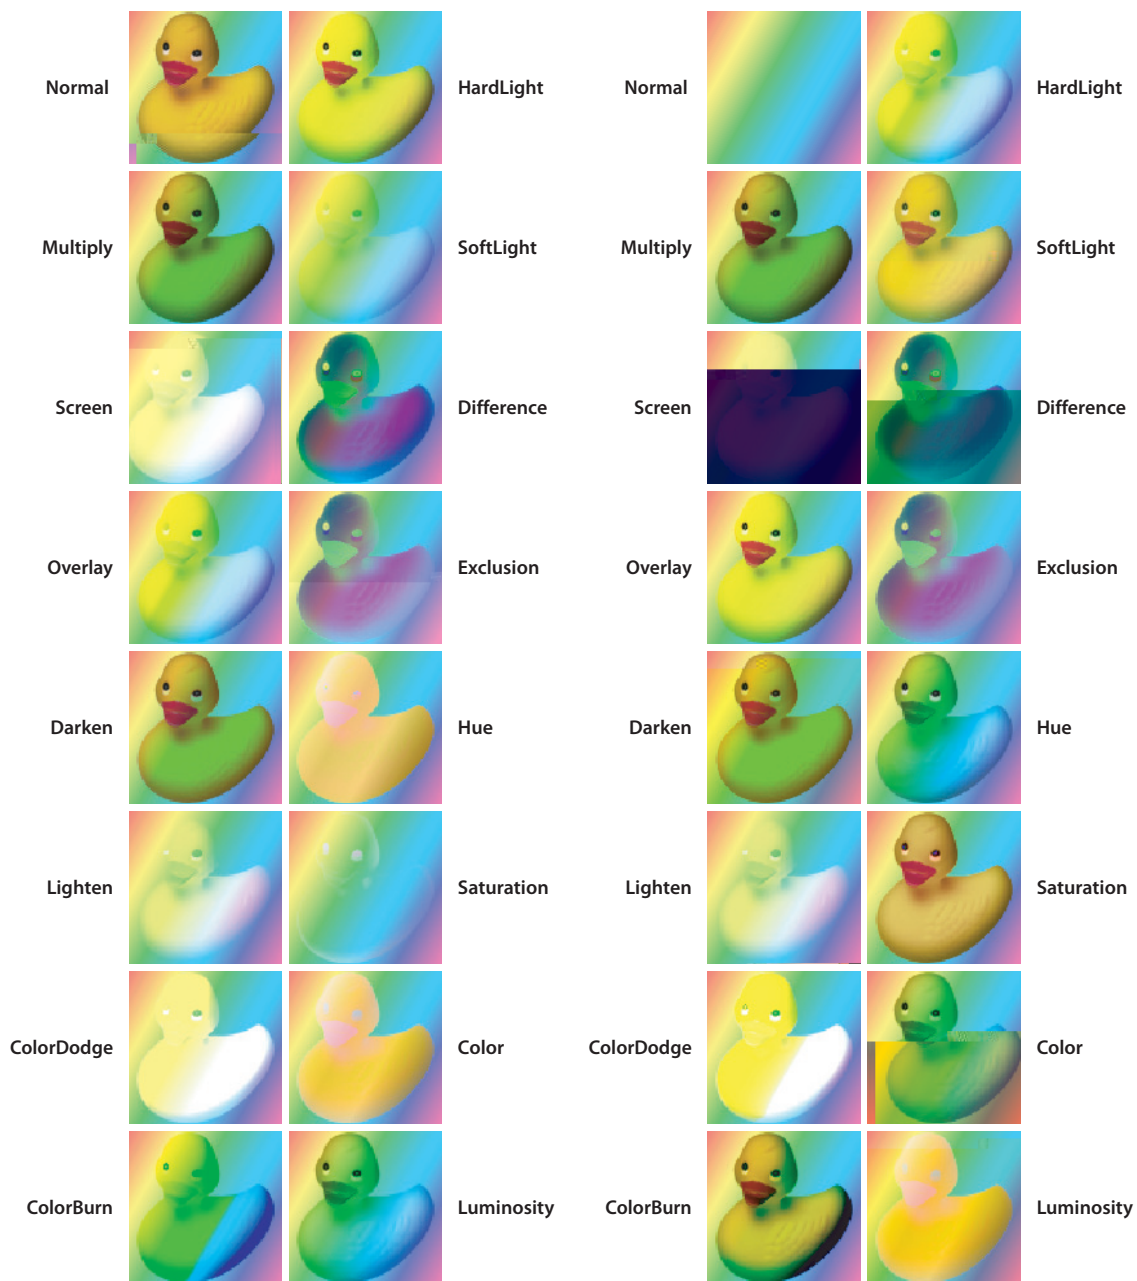 Normal HardLight Normal HardLight
Multiply SoftLight Multiply SoftLight
Screen Difference Screen Difference
Overlay Exclusion Overlay Exclusion
Darken Hue Darken Hue
Lighten Saturation Lighten Saturation
ColorDodge Color ColorDodge Color
ColorBurn Luminosity ColorBurn Luminosity